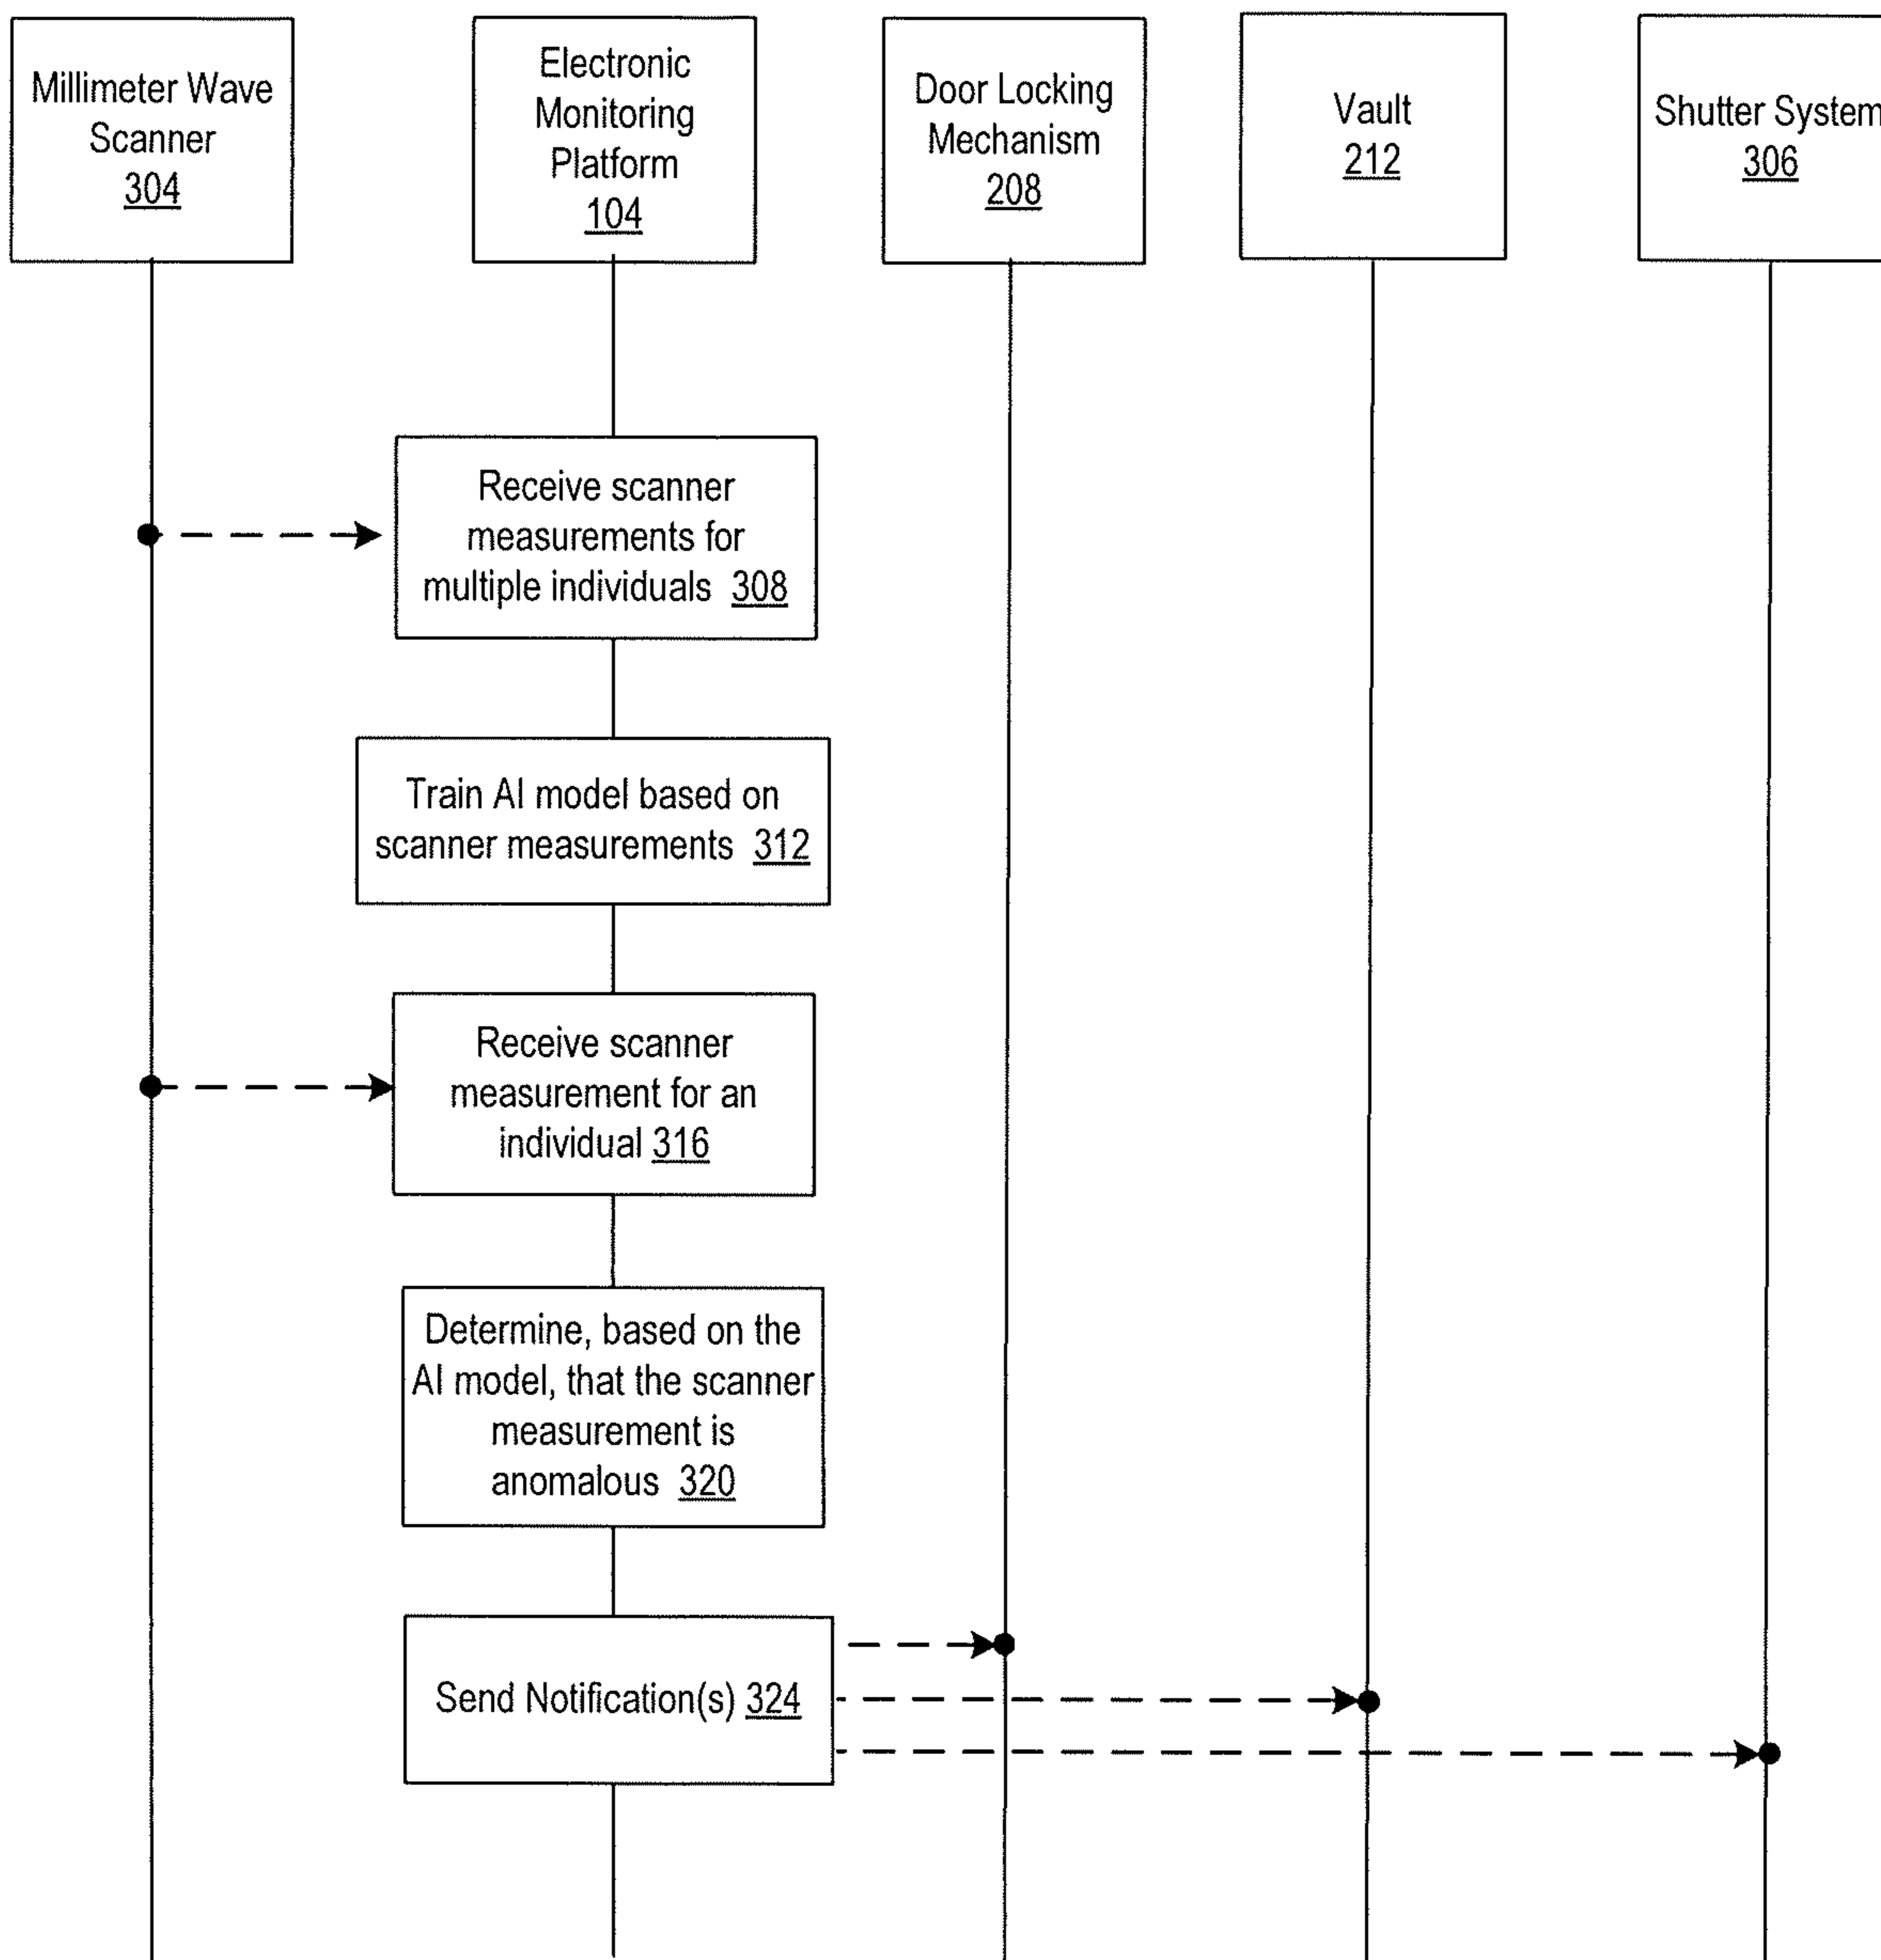 Millimeter Wave
Scanner
304
Electronic
Monitoring
Platform
104
Door Locking
Mechanism
208
Vault
212
Shutter System
306
Receive scanner
measurements for
multiple individuals 308
Train AI model based on
scanner measurements 312
Receive scanner
measurement for an
individual 316
Determine, based on the
AI model, that the scanner
measurement is
anomalous 320
Send Notification(s) 324